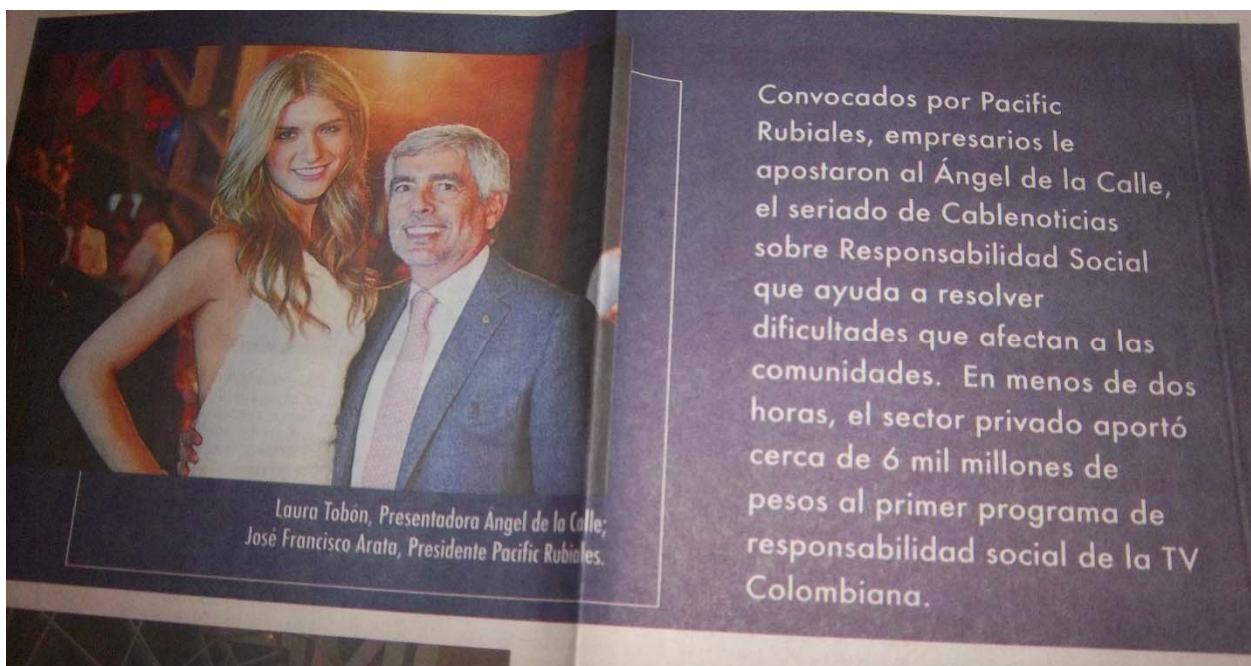 Laura Tobón, Presentadora Ángel de la Calle;
José Francisco Arata, Presidente Pacific Rubiales.
Convocados por Pacific
Rubiales, empresarios le
apostaron al Ángel de la Calle,
el seriado de Cablenoticias
sobre Responsabilidad Social
que ayuda a resolver
dificultades que afectan a las
comunidades. En menos de dos
horas, el sector privado aportó
cerca de 6 mil millones de
pesos al primer programa de
responsabilidad social de la TV
Colombiana.